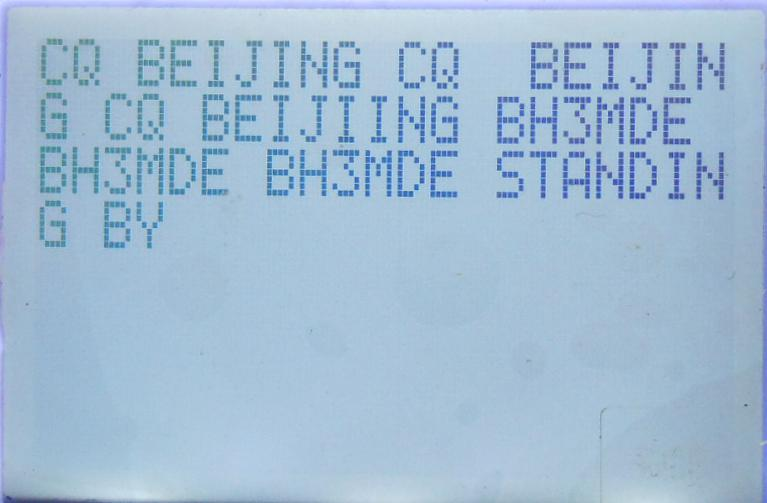 CQ BEIJING CQ  BEIJIN
G CQ BEIJIING BH3MDE
BH3MDE BH3MDE STANDIN
G BY